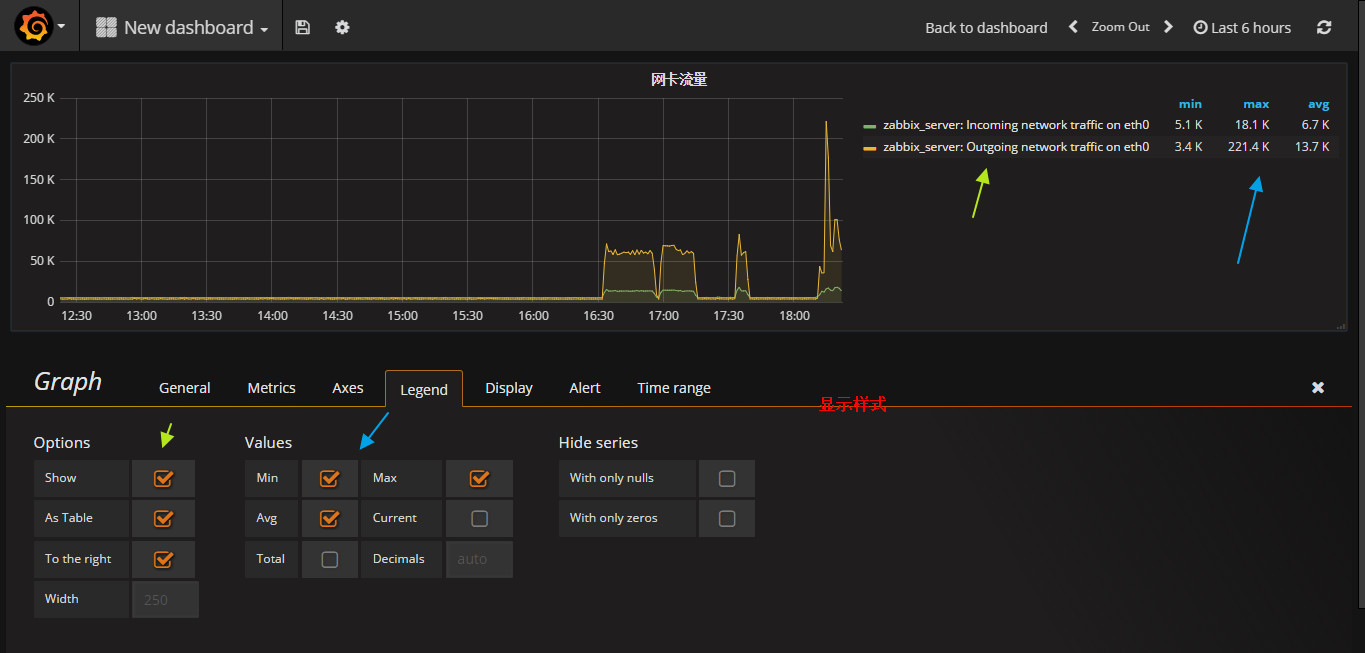 New dashboard
Back to dashboard Zoom Out Last 6 hours
网卡流量
250 K
200 K
150 K
100 K
50 K
0
12:30 13:00 13:30 14:00 14:30 15:00 15:30 16:00 16:30 17:00 17:30 18:00
min max avg
zabbix_server: Incoming network traffic on eth0 5.1 K 18.1 K 6.7 K
zabbix_server: Outgoing network traffic on eth0 3.4 K 221.4 K 13.7 K
Graph General Metrics Axes Legend Display Alert Time range
显示样式
Options Values Hide series
Show Min Max With only nulls
As Table Avg Current With only zeros
To the right Total Decimals auto
Width 250